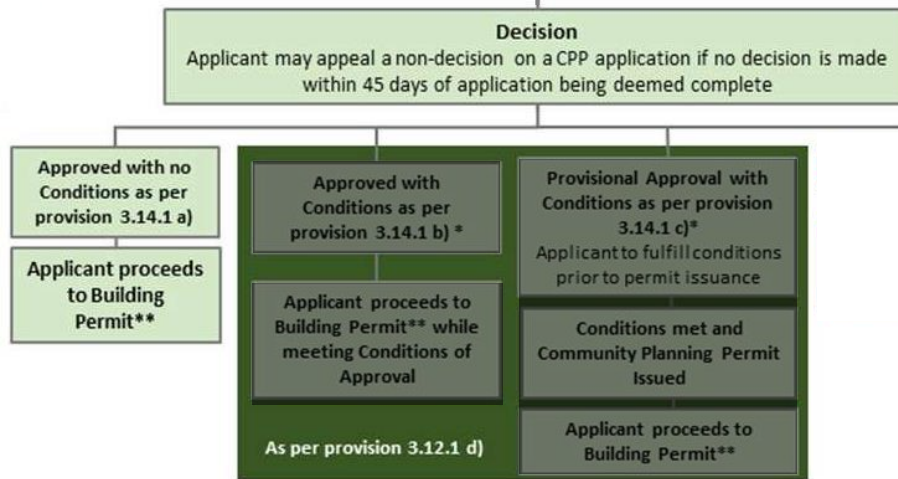 Decision
Applicant may appeal a non-decision on a CPP application if no decision is made
within 45 days of application being deemed complete
Approved with no
Conditions as per
provision 3.14.1 a)
Applicant proceeds
to Building
Permit**
Approved with
Conditions as per
provision 3.14.1 b) *
Applicant proceeds to
Building Permit** while
meeting Conditions of
Approval
As per provision 3.12.1 d)
Provisional Approval with
Conditions as per provision
3.14.1 c)*
Applicant to fulfill conditions
prior to permit issuance
Conditions met and
Community Planning Permit
Issued
Applicant proceeds to
Building Permit**